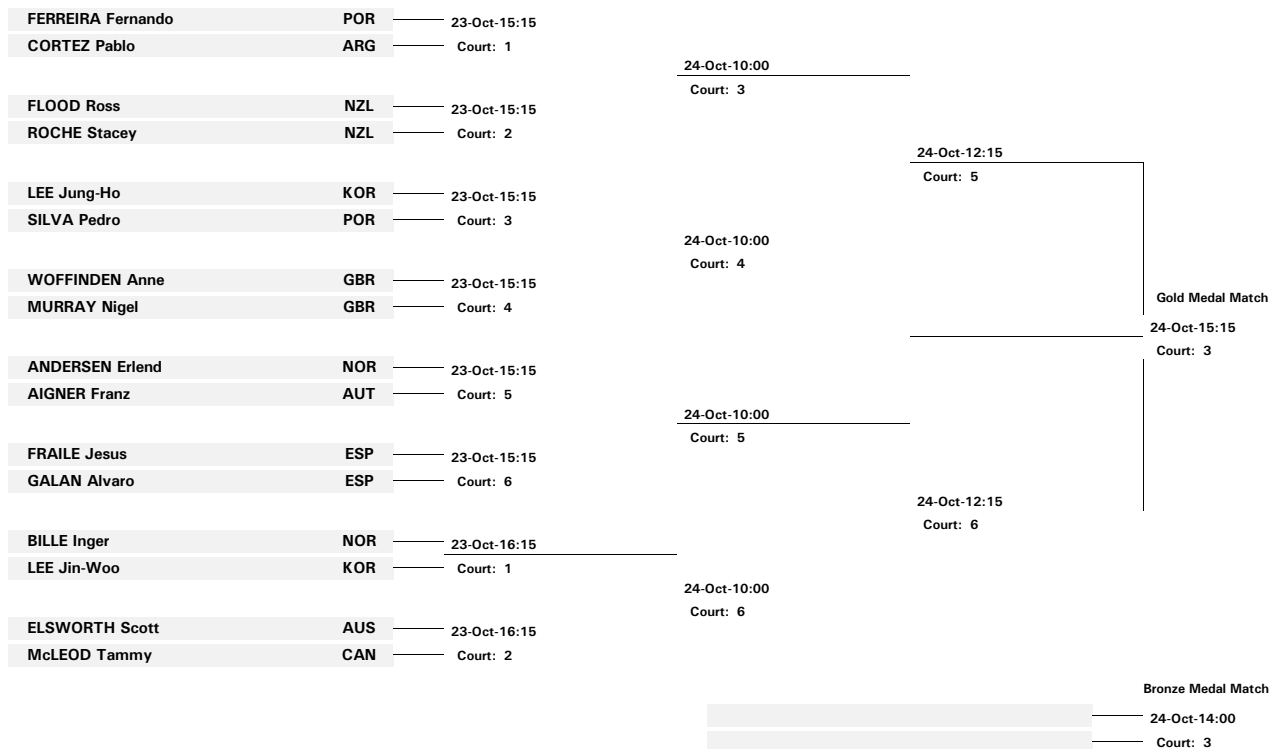 FERREIRA Fernando POR 23-Oct-15:15
CORTEZ Pablo ARG Court: 1
24-Oct-10:00
Court: 3
FLOOD Ross NZL 23-Oct-15:15
ROCHE Stacey NZL Court: 2
24-Oct-12:15
Court: 5
LEE Jung-Ho KOR 23-Oct-15:15
SILVA Pedro POR Court: 3
24-Oct-10:00
Court: 4
WOFFINDEN Anne GBR 23-Oct-15:15
MURRAY Nigel GBR Court: 4
Gold Medal Match
24-Oct-15:15
Court: 3
ANDERSEN Erlend NOR 23-Oct-15:15
AIGNER Franz AUT Court: 5
24-Oct-10:00
Court: 5
FRAILE Jesus ESP 23-Oct-15:15
GALAN Alvaro ESP Court: 6
24-Oct-12:15
Court: 6
BILLE Inger NOR 23-Oct-16:15
LEE Jin-Woo KOR Court: 1
24-Oct-10:00
Court: 6
ELSWORTH Scott AUS 23-Oct-16:15
McLEOD Tammy CAN Court: 2
Bronze Medal Match
24-Oct-14:00
Court: 3